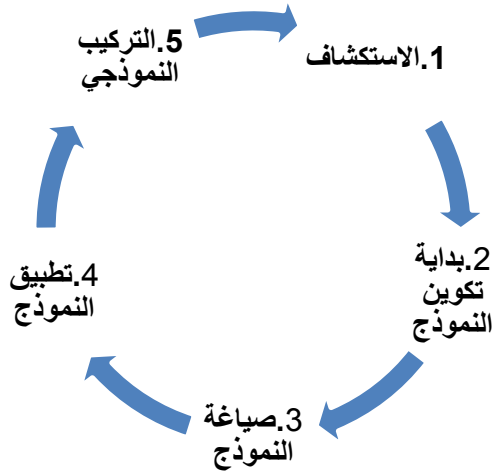 1.الاستكشاف
2.بداية
تكوين
النموذج
3.صياغة
النموذج
4.تطبيق
النموذج
5.التركيب
النموذجي